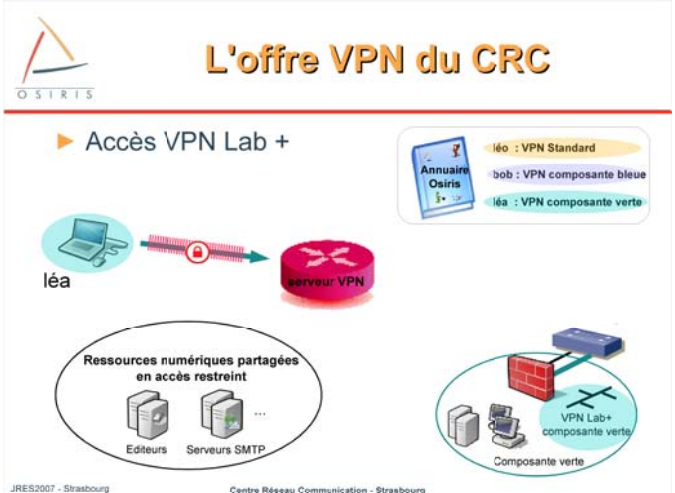 L'offre VPN du CRC
OSIRIS
Accès VPN Lab +
Annuaire
Osiris
léo : VPN Standard
bob : VPN composante bleue
léa : VPN composante verte
léa
serveur VPN
Ressources numériques partagées
en accès restreint
...
Editeurs
Serveurs SMTP
VPN Lab+
composante verte
Composante verte
JRES2007 - Strasbourg
Centre Réseau Communication - Strasbourg